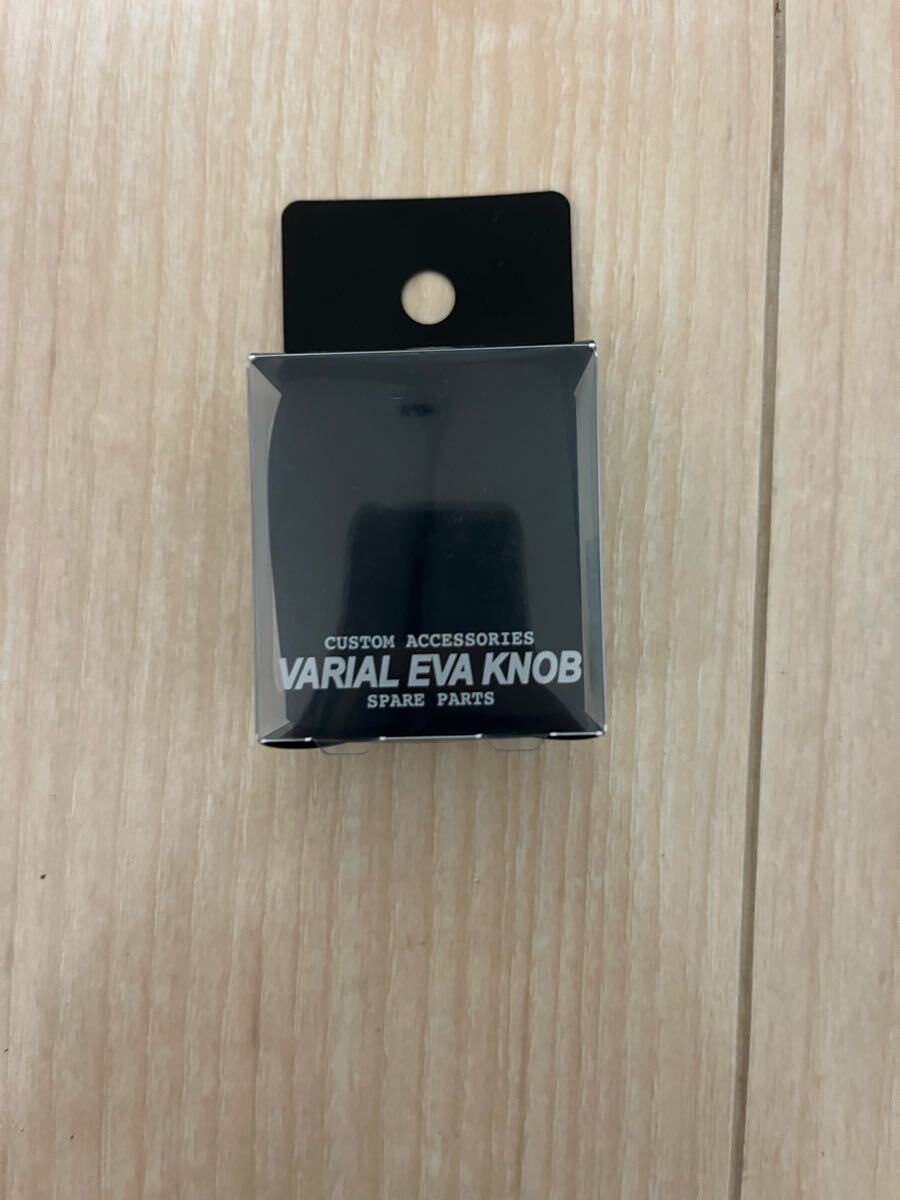 CUSTOM ACCESSORIES
VARIAL EVA KNOB
SPARE PARTS